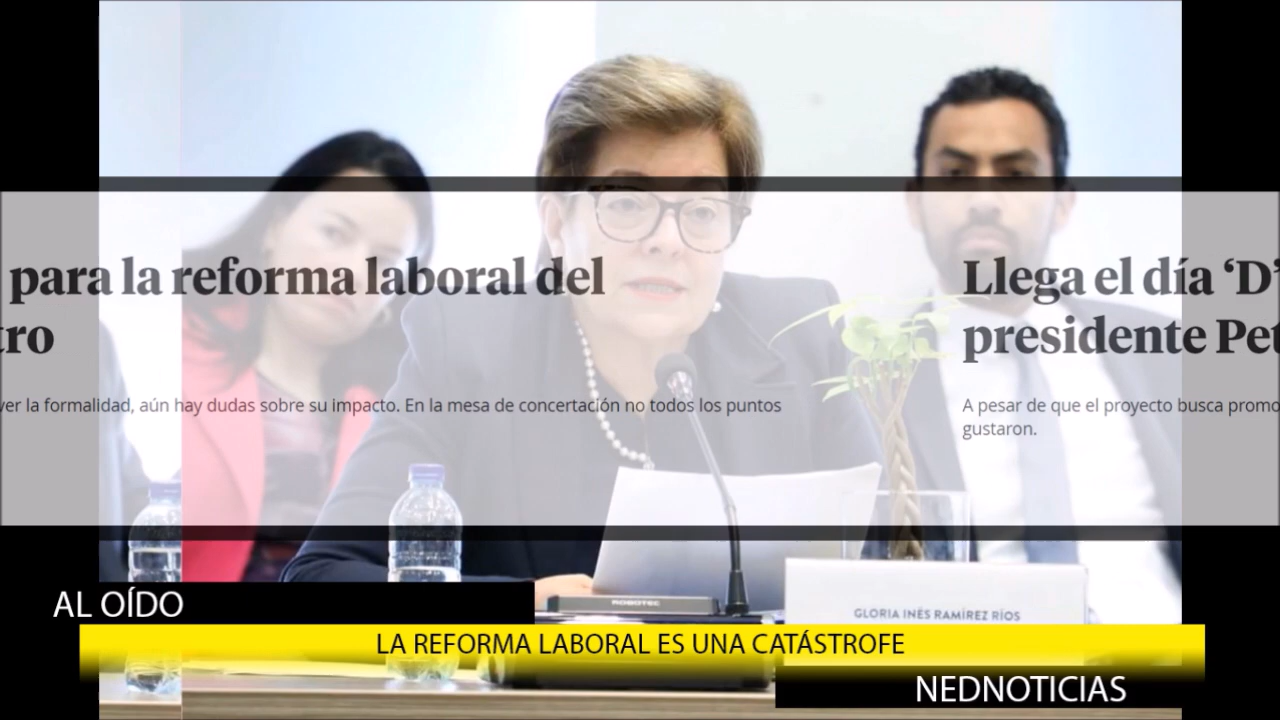 para la reforma laboral del
tro
ver la formalidad, aún hay dudas sobre su impacto. En la mesa de concertación no todos los puntos
Llega el día ‘D’
presidente Pet
A pesar de que el proyecto busca promo
gustaron.
ROBOTEC
GLORIA INÉS RAMÍREZ RÍOS
AL OÍDO
LA REFORMA LABORAL ES UNA CATÁSTROFE
NEDNOTICIAS